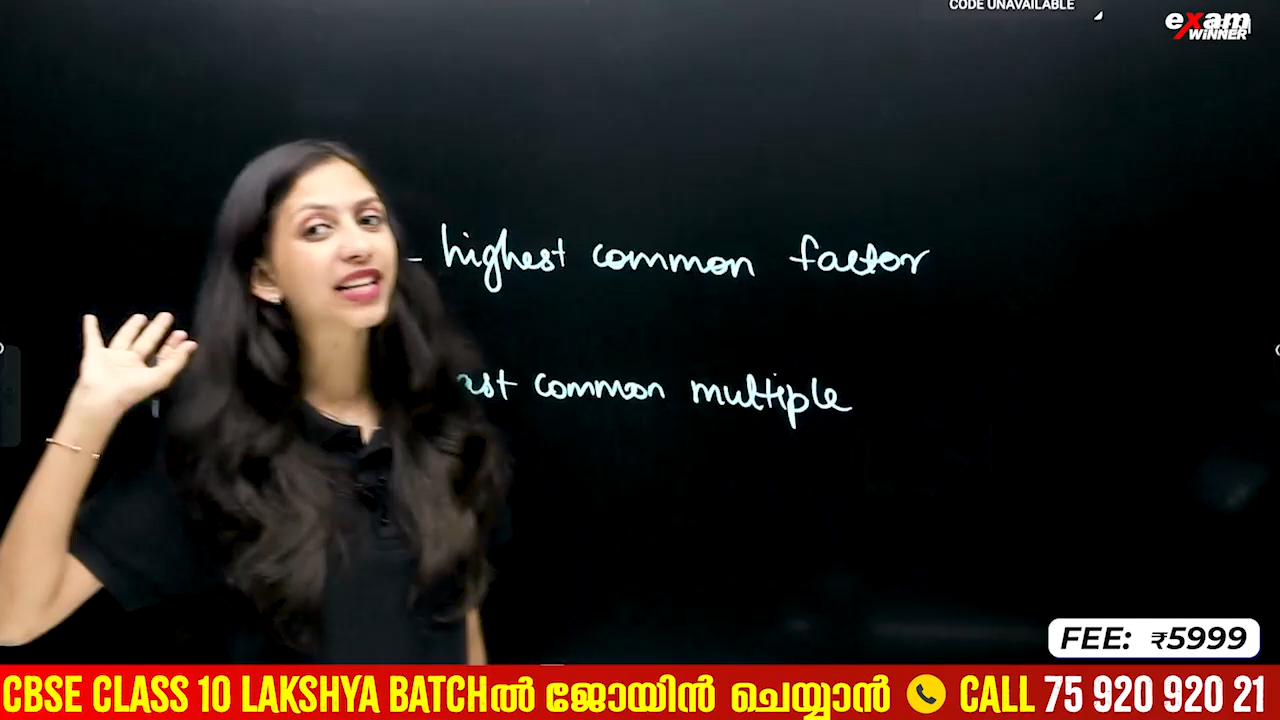 CODE UNAVAILABLE
exam
WiNNER
- highest common factor
ast common multiple
FEE: ₹5999
CBSE CLASS 10 LAKSHYA BATCHൽ ജോയിൻ ചെയ്യാൻ CALL 75 920 920 21